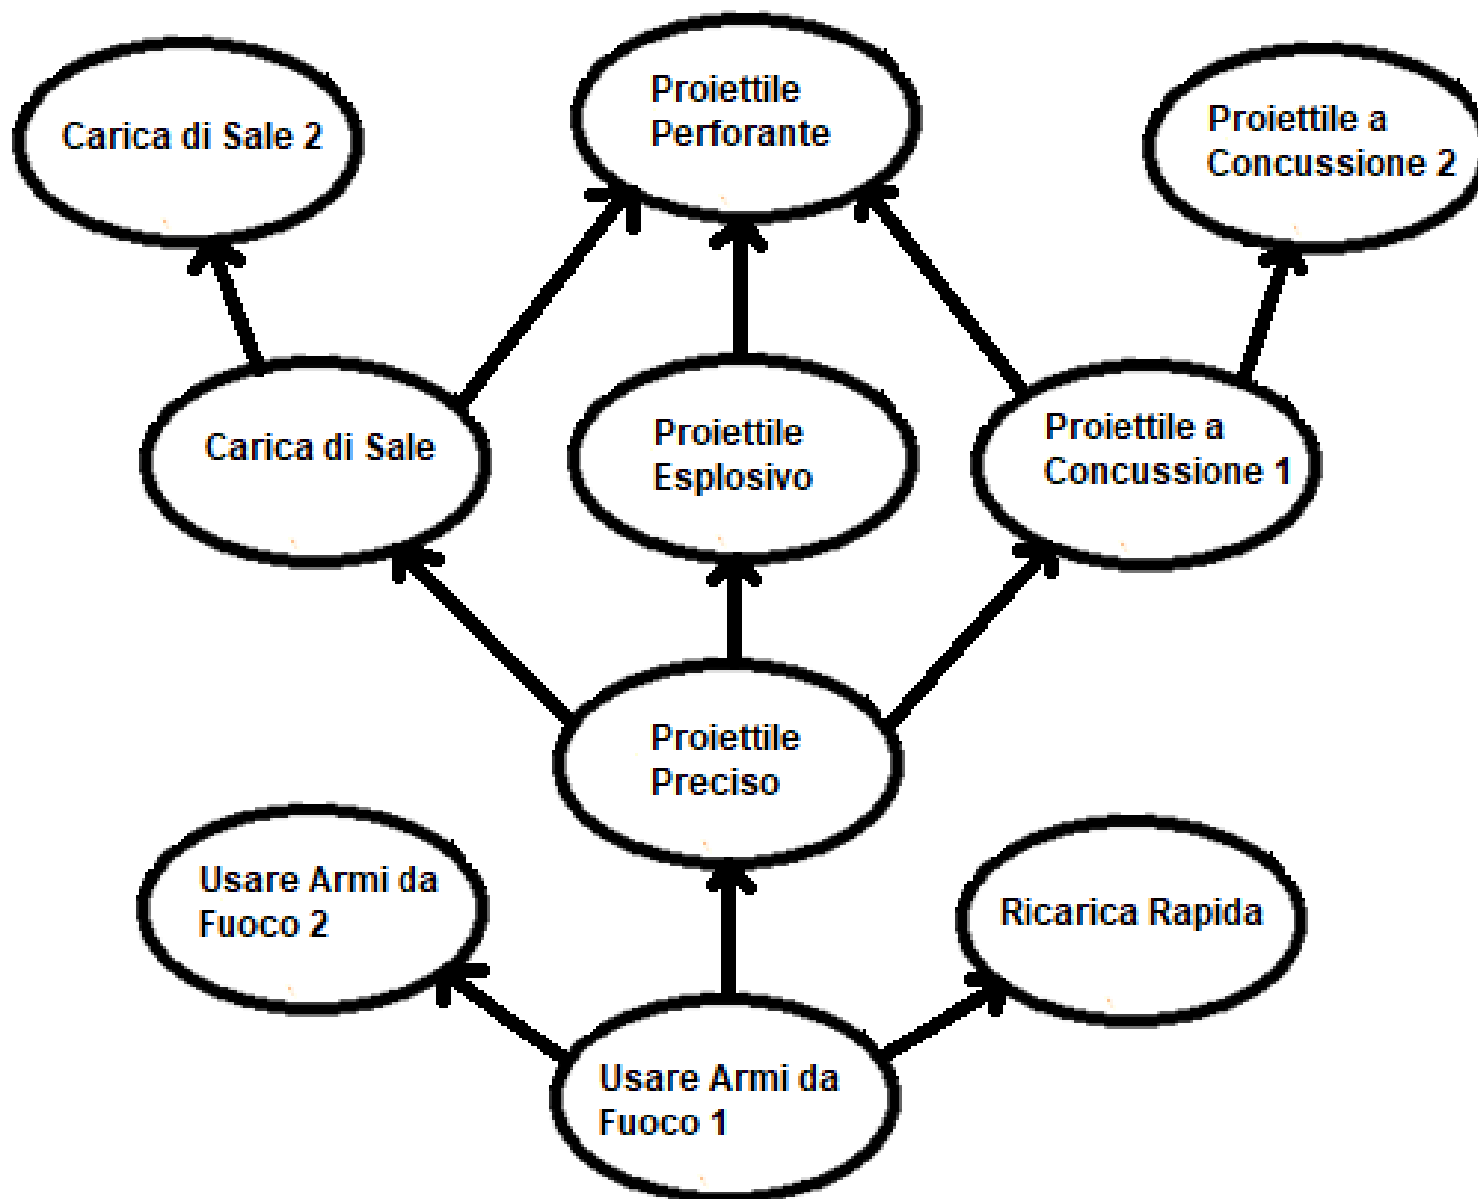 Carica di Sale 2
Proiettile
Perforante
Proiettile a
Concussione 2
Carica di Sale
Proiettile
Esplosivo
Proiettile a
Concussione 1
Proiettile
Preciso
Usare Armi da
Fuoco 2
Ricarica Rapida
Usare Armi da
Fuoco 1